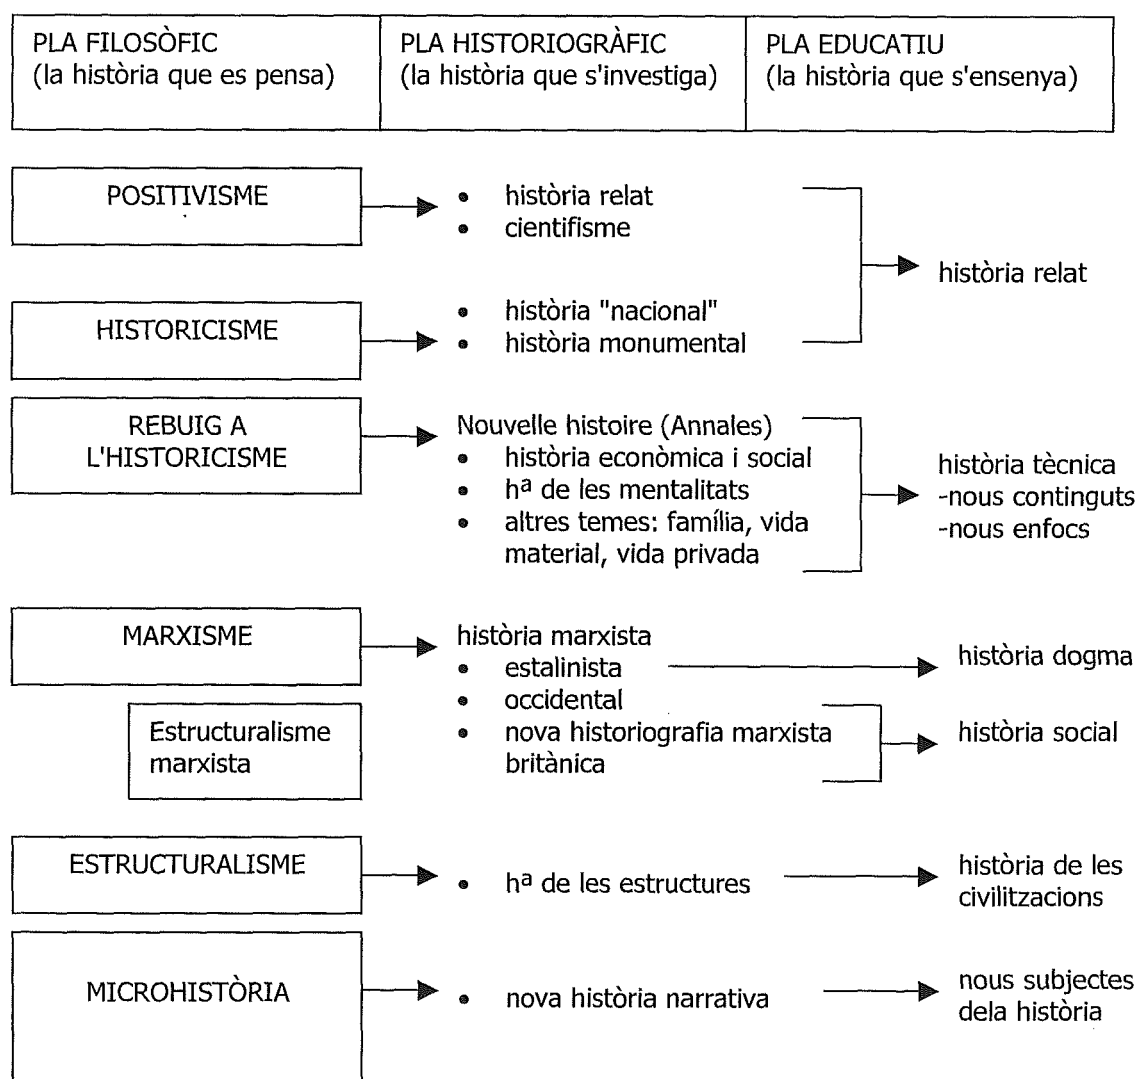 PLA FILOSÒFIC
(la història que es pensa)
PLA HISTORIOGRÀFIC
(la història que s'investiga)
PLA EDUCATIU
(la història que s'ensenya)
POSITIVISME
• història relat
• cientifisme
història relat
HISTORICISME
• història "nacional"
• història monumental
REBUIG A
L'HISTORICISME
Nouvelle histoire (Annales)
• història econòmica i social
• hª de les mentalitats
• altres temes: família, vida
material, vida privada
història tècnica
-nous continguts
-nous enfocs
MARXISME
Estructuralisme
marxista
història marxista
• estalinista
• occidental
• nova historiografia marxista
britànica
història dogma
història social
ESTRUCTURALISME
• hª de les estructures
història de les
civilitzacions
MICROHISTÒRIA
• nova història narrativa
nous subjectes
dela història